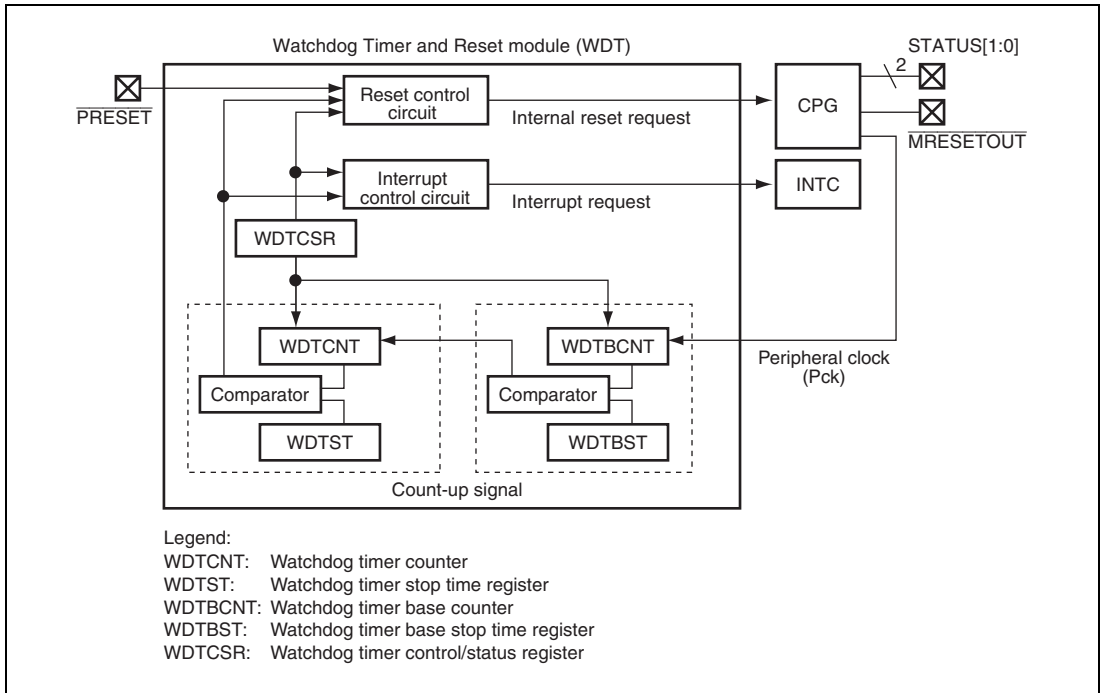 Watchdog Timer and Reset module (WDT)
STATUS[1:0]
2
PRESET
Reset control
circuit
Internal reset request
CPG
MRESETOUT
Interrupt
control circuit
Interrupt request
INTC
WDTCSR
WDTCNT
WDTBCNT
Peripheral clock
(Pck)
Comparator
Comparator
WDTST
WDTBST
Count-up signal
Legend:
WDTCNT: Watchdog timer counter
WDTST: Watchdog timer stop time register
WDTBCNT: Watchdog timer base counter
WDTBST: Watchdog timer base stop time register
WDTCSR: Watchdog timer control/status register